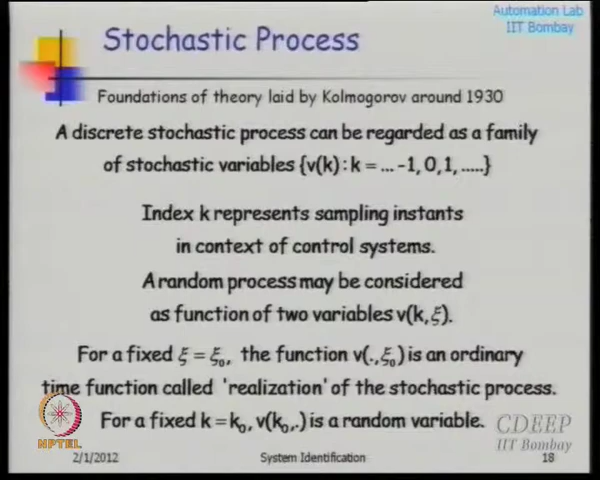 Automation Lab
IIT Bombay
Stochastic Process
Foundations of theory laid by Kolmogorov around 1930
A discrete stochastic process can be regarded as a family
of stochastic variables {v(k) : k = ... -1, 0, 1, .....}
Index k represents sampling instants
in context of control systems.
A random process may be considered
as function of two variables v(k, ξ).
For a fixed ξ = ξ₀, the function v(., ξ₀) is an ordinary
time function called 'realization' of the stochastic process.
For a fixed k = k₀, v(k₀,.) is a random variable.
NPTEL
CDEEP
IIT Bombay
2/1/2012
System Identification
18